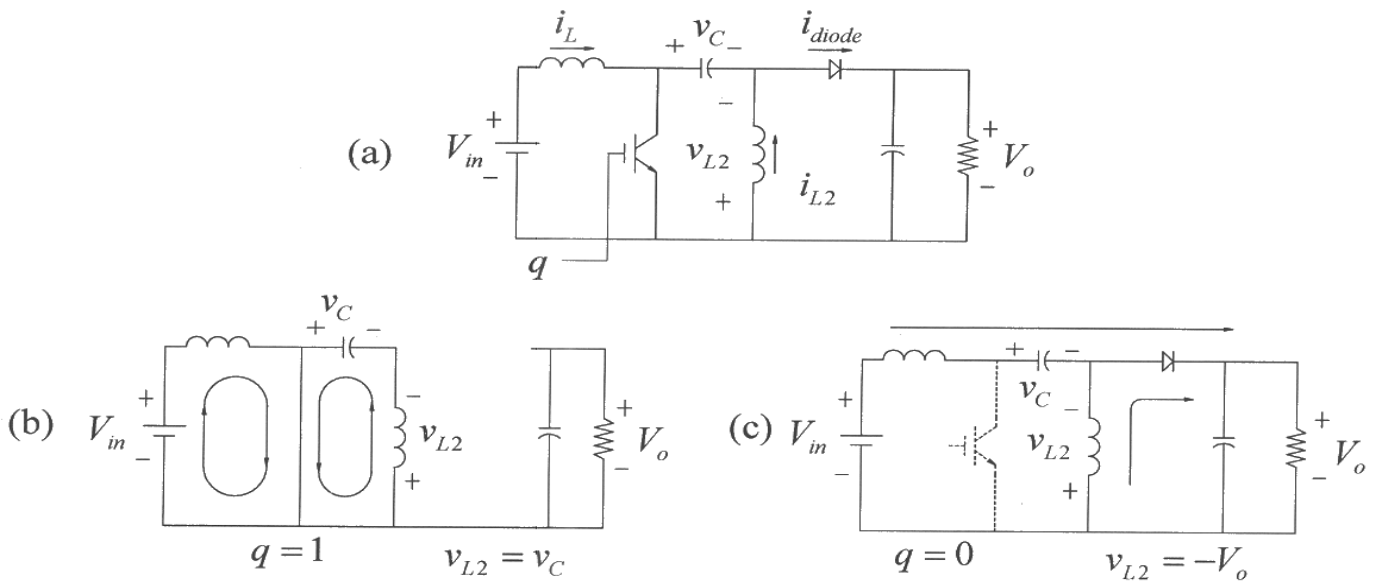 i_L
+ v_C -
i_diode
(a)
V_in
+
-
v_L2
-
+
i_L2
+
V_o
-
q
(b)
V_in
+
-
v_C
+ -
-
v_L2
+
+
V_o
-
q = 1
v_L2 = v_C
(c)
V_in
+
-
+ -
v_C
-
v_L2
+
+
V_o
-
q = 0
v_L2 = -V_o